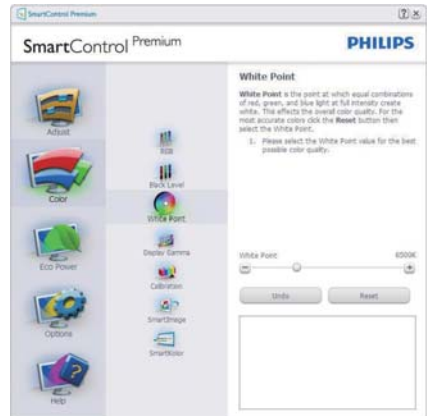 SmartControl Premium
SmartControl Premium
PHILIPS
Adjust
Color
Eco Power
Options
Help
RGB
Black Level
White Point
Display Gamma
Calibration
SmartImage
SmartKolor
White Point
White Point is the point at which equal combinations
of red, green, and blue light at full intensity create
white. This effects the overall color quality. For the
most accurate colors click the Reset button then
select the White Point.
1. Please select the White Point value for the best
possible color quality.
White Point 6500K
Undo Reset